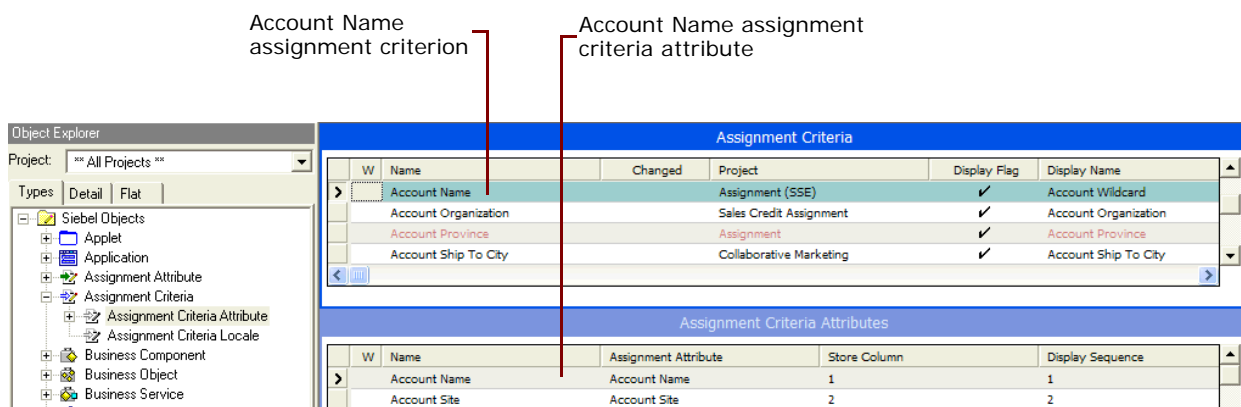 Account Name
assignment criterion
Account Name assignment
criteria attribute
Object Explorer
Project: ** All Projects **
Types Detail Flat
Siebel Objects
Applet
Application
Assignment Attribute
Assignment Criteria
Assignment Criteria Attribute
Assignment Criteria Locale
Business Component
Business Object
Business Service
Assignment Criteria
W Name Changed Project Display Flag Display Name
Account Name Assignment (SSE) Account Wildcard
Account Organization Sales Credit Assignment Account Organization
Account Province Assignment Account Province
Account Ship To City Collaborative Marketing Account Ship To City
Assignment Criteria Attributes
W Name Assignment Attribute Store Column Display Sequence
Account Name Account Name 1 1
Account Site Account Site 2 2